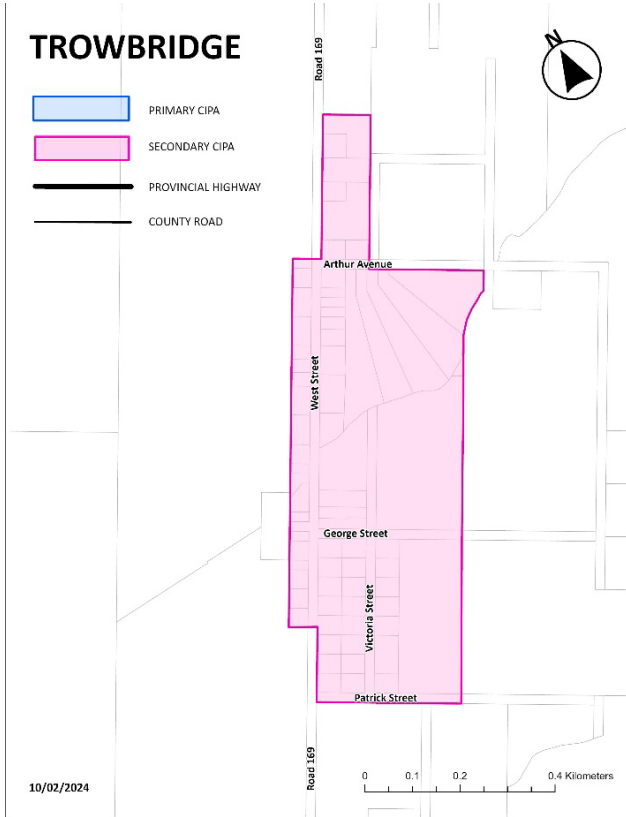 TROWBRIDGE
PRIMARY CIPA
SECONDARY CIPA
PROVINCIAL HIGHWAY
COUNTY ROAD
Road 169
N
Arthur Avenue
West Street
George Street
Victoria Street
Patrick Street
Road 169
10/02/2024
0 0.1 0.2 0.4 Kilometers